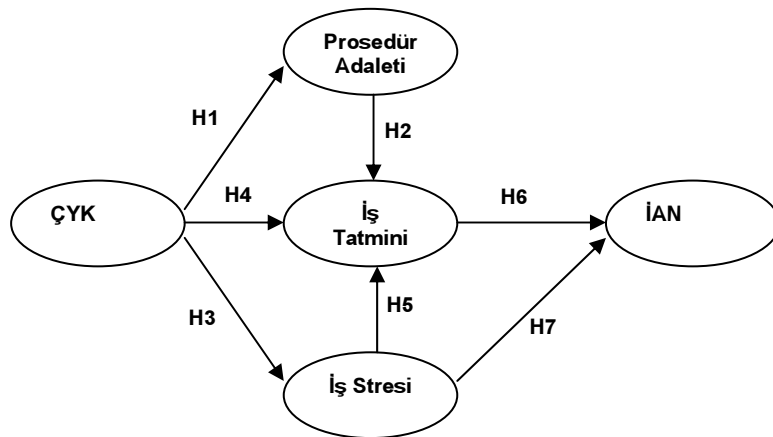 Prosedür
Adaleti
H1
H2
ÇYK
H4
İş
Tatmini
H6
İAN
H3
H5
H7
İş Stresi